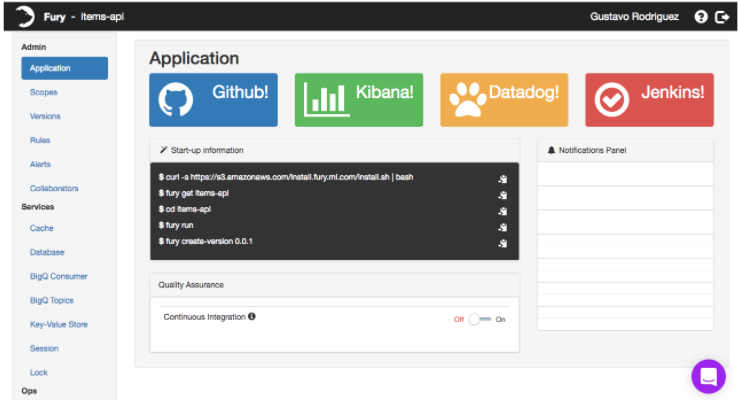 Fury - items-api
Gustavo Rodriguez
Admin
Application
Scopes
Versions
Rules
Alerts
Collaborators
Services
Cache
Database
BigQ Consumer
BigQ Topics
Key-Value Store
Session
Lock
Ops
Application
Github!
Kibana!
Datadog!
Jenkins!
Start-up information
$ curl -s https://s3.amazonaws.com/install.fury.ml.com/install.sh | bash
$ fury get items-api
$ cd items-api
$ fury run
$ fury create-version 0.0.1
Notifications Panel
Quality Assurance
Continuous Integration
Off On